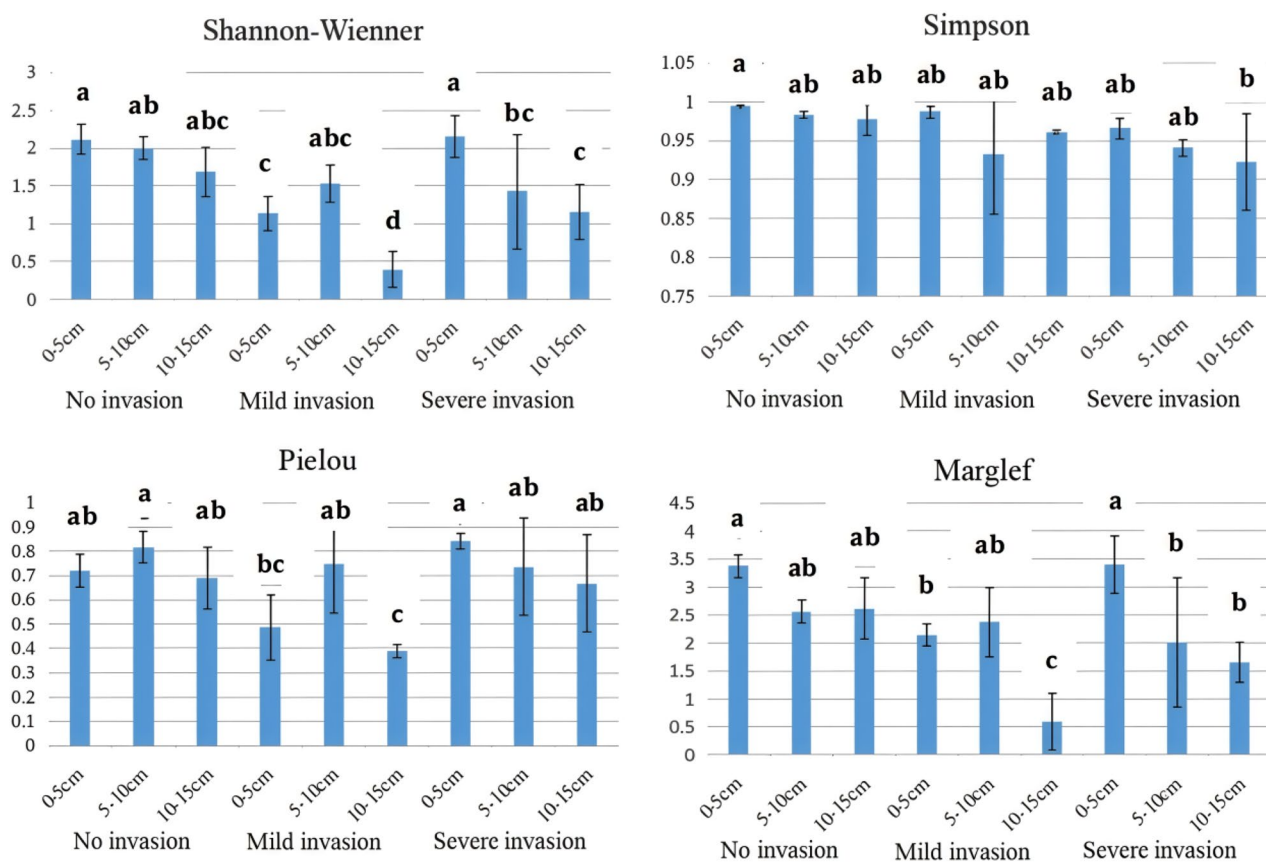 Shannon-Wienner
3
2.5
2
1.5
1
0.5
0
a
ab
abc
c
abc
d
a
bc
c
0-5cm
5-10cm
10-15cm
0-5cm
5-10cm
10-15cm
0-5cm
5-10cm
10-15cm
No invasion
Mild invasion
Severe invasion
Simpson
1.05
1
0.95
0.9
0.85
0.8
0.75
a
ab
ab
ab
ab
ab
ab
ab
b
0-5cm
5-10cm
10-15cm
0-5cm
5-10cm
10-15cm
0-5cm
5-10cm
10-15cm
No invasion
Mild invasion
Severe invasion
Pielou
1
0.9
0.8
0.7
0.6
0.5
0.4
0.3
0.2
0.1
0
ab
a
ab
bc
ab
c
a
ab
ab
0-5cm
5-10cm
10-15cm
0-5cm
5-10cm
10-15cm
0-5cm
5-10cm
10-15cm
No invasion
Mild invasion
Severe invasion
Marglef
4.5
4
3.5
3
2.5
2
1.5
1
0.5
0
a
ab
ab
b
ab
c
a
b
b
0-5cm
5-10cm
10-15cm
0-5cm
5-10cm
10-15cm
0-5cm
5-10cm
10-15cm
No invasion
Mild invasion
Severe invasion